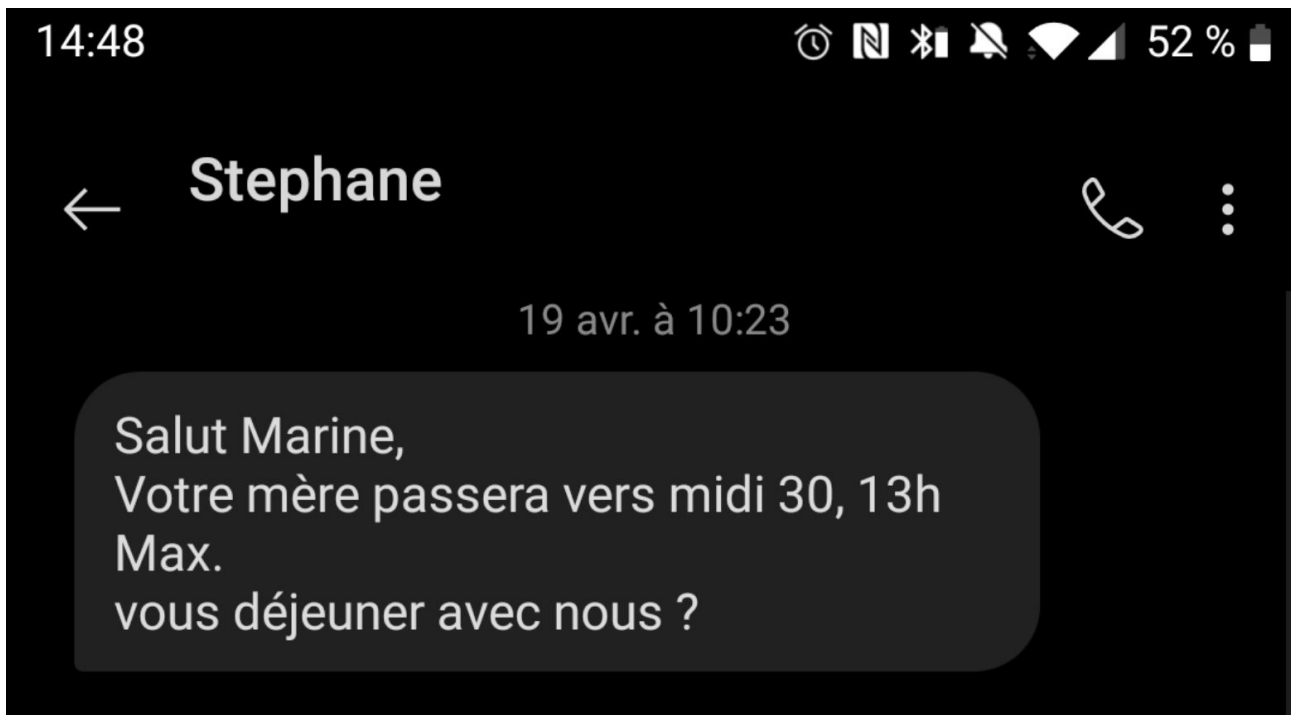 14:48 52 %
Stephane
19 avr. à 10:23
Salut Marine,
Votre mère passera vers midi 30, 13h
Max.
vous déjeuner avec nous ?